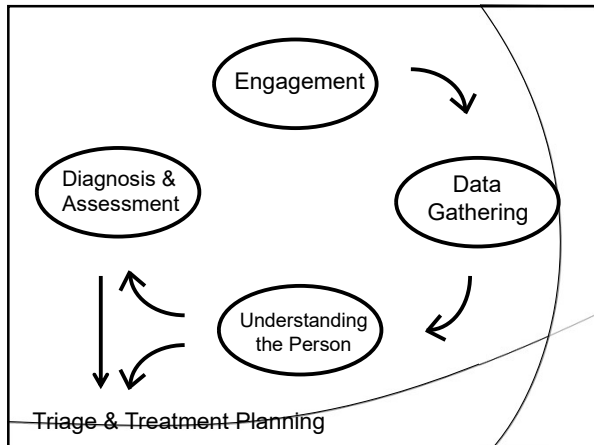 Engagement
Diagnosis &
Assessment
Data
Gathering
Understanding
the Person
Triage & Treatment Planning